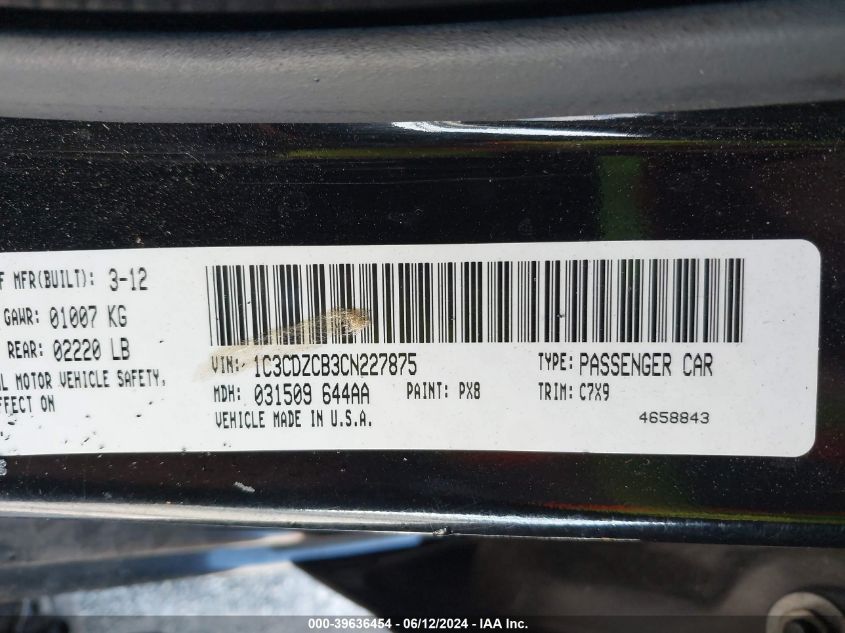 F MFR(BUILT): 3-12
GAWR: 01007 KG
REAR: 02220 LB
L MOTOR VEHICLE SAFETY,
FFECT ON
VIN: 1C3CDZCB3CN227875 TYPE: PASSENGER CAR
MDH: 031509 644AA PAINT: PX8 TRIM: C7X9
VEHICLE MADE IN U.S.A. 4658843
000-39636454 - 06/12/2024 - IAA Inc.